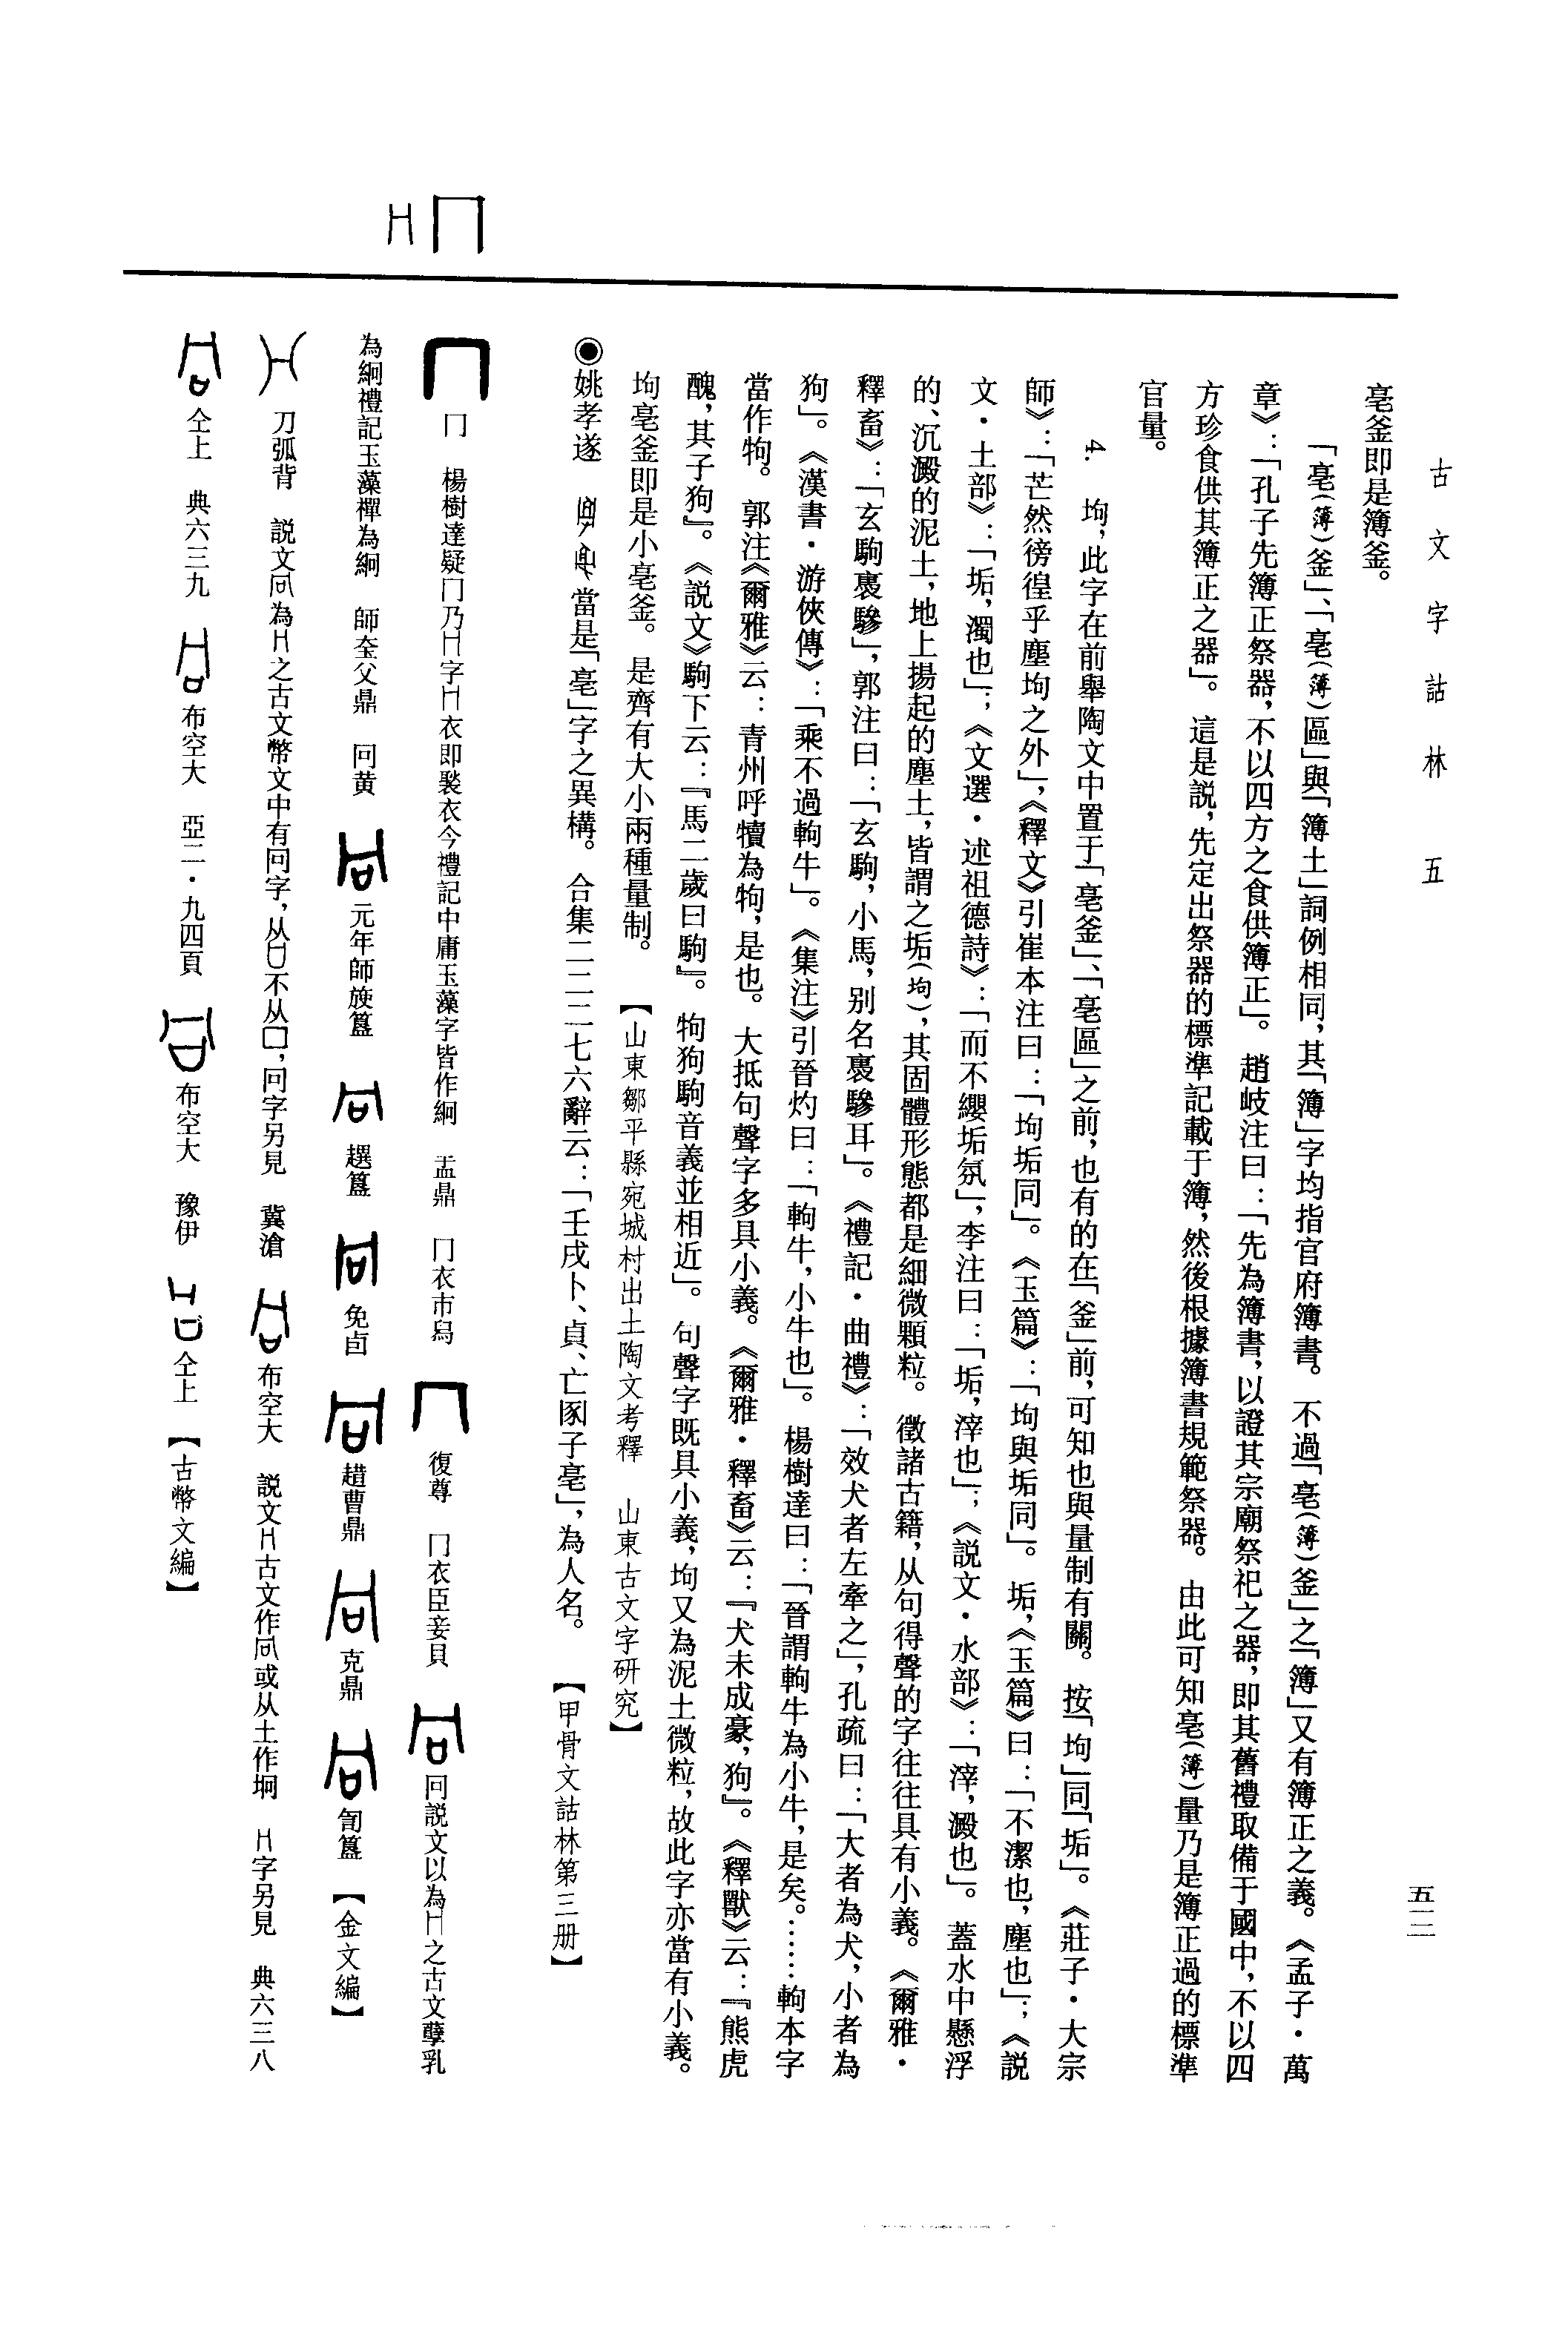 古文字詁林 五
五一二
亳釜即是簿釜。
「亳(簿)釜」、「亳(簿)區」與「簿土」詞例相同，其「簿」字均指官府簿書。不過「亳(簿)釜」之「簿」又有簿正之義。《孟子·萬
章》：「孔子先簿正祭器，不以四方之食供簿正」。趙岐注曰：「先為簿書，以證其宗廟祭祀之器，即其舊禮取備于國中，不以四
方珍食供其簿正之器」。這是説，先定出祭器的標準記載于簿，然後根據簿書規範祭器。由此可知亳(簿)量乃是簿正過的標準
官量。
4. 坸，此字在前舉陶文中置于「亳釜」、「亳區」之前，也有的在「釜」前，可知也與量制有關。按「坸」同「垢」。《莊子·大宗
師》：「芒然徬徨乎塵坸之外」，《釋文》引崔本注曰：「坸垢同」。《玉篇》：「坸與垢同」。垢，《玉篇》曰：「不潔也，塵也」；《説
文·土部》：「垢，濁也」；《文選·述祖德詩》：「而不纓垢氛」，李注曰：「垢，滓也」；《説文·水部》：「滓，澱也」。蓋水中懸浮
的、沉澱的泥土，地上揚起的塵土，皆謂之垢(坸)，其固體形態都是細微顆粒。徵諸古籍，从句得聲的字往往具有小義。《爾雅·
釋畜》：「玄駒褭驂」，郭注曰：「玄駒，小馬，别名褭驂耳」。《禮記·曲禮》：「效犬者左牽之」，孔疏曰：「大者為犬，小者為
狗」。《漢書·游俠傳》：「乘不過軥牛」。《集注》引晉灼曰：「軥牛，小牛也」。楊樹達曰：「晉謂軥牛為小牛，是矣。……軥本字
當作㸬。郭注《爾雅》云：青州呼犢為㸬，是也。大抵句聲字多具小義。《爾雅·釋畜》云：『犬未成豪，狗』。《釋獸》云：『熊虎
醜，其子狗』。《説文》駒下云：『馬二歲曰駒』。㸬狗駒音義並相近」。句聲字既具小義，坸又為泥土微粒，故此字亦當有小義。
坸亳釜即是小亳釜。是齊有大小兩種量制。 【山東鄒平縣宛城村出土陶文考釋 山東古文字研究】
◉姚孝遂 當是「亳」字之異構。合集二二二七六辭云：「壬戌卜、貞、亡圂子亳」，為人名。 【甲骨文詁林第三册】
冂 冂
冂 楊樹達疑冂乃冂字冂衣即褧衣今禮記中庸玉藻字皆作絅 盂鼎 冂衣市舄 復尊 冂衣臣妾貝 冋説文以為冂之古文孳乳
為絅禮記玉藻襌為絅 師𡘇父鼎 冋黄 元年師旋簋 趩簋 免卣 趞曹鼎 克鼎 訇簋 【金文編】
刀弧背 説文冋為冂之古文幣文中有冋字，从口不从囗，冋字另見 冀滄 布空大 説文冂古文作冋或从土作坰 冂字另見 典六三八
仝上 典六三九 布空大 亞二·九四頁 布空大 豫伊 仝上 【古幣文編】